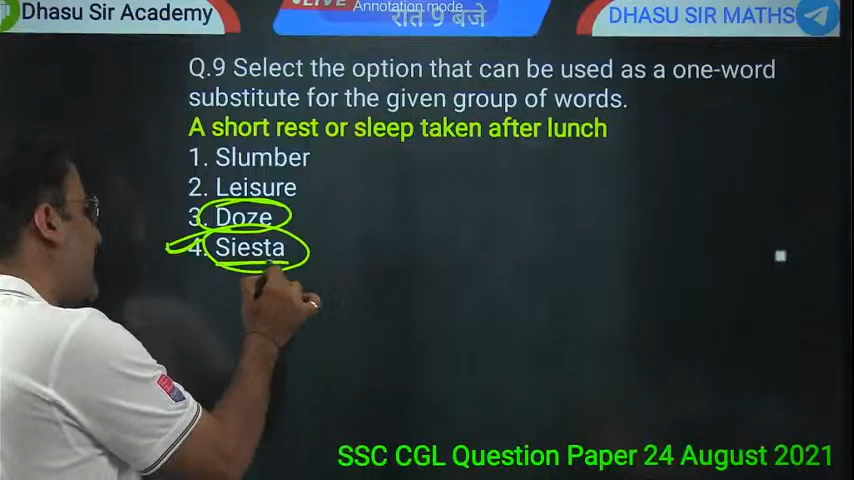 Dhasu Sir Academy
LIVE Annotation mode
रात 9 बजे
DHASU SIR MATHS
Q.9 Select the option that can be used as a one-word
substitute for the given group of words.
A short rest or sleep taken after lunch
1. Slumber
2. Leisure
3. Doze
4. Siesta
SSC CGL Question Paper 24 August 2021